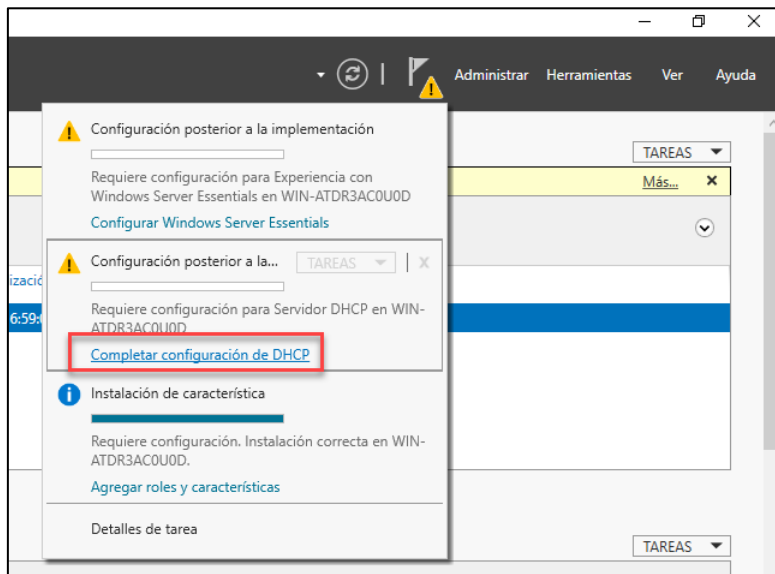 Administrar Herramientas Ver Ayuda
Configuración posterior a la implementación
Requiere configuración para Experiencia con
Windows Server Essentials en WIN-ATDR3AC0U0D
Configurar Windows Server Essentials
TAREAS
Más...
Configuración posterior a la... TAREAS
Requiere configuración para Servidor DHCP en WIN-
ATDR3AC0U0D
Completar configuración de DHCP
Instalación de característica
Requiere configuración. Instalación correcta en WIN-
ATDR3AC0U0D.
Agregar roles y características
Detalles de tarea
TAREAS